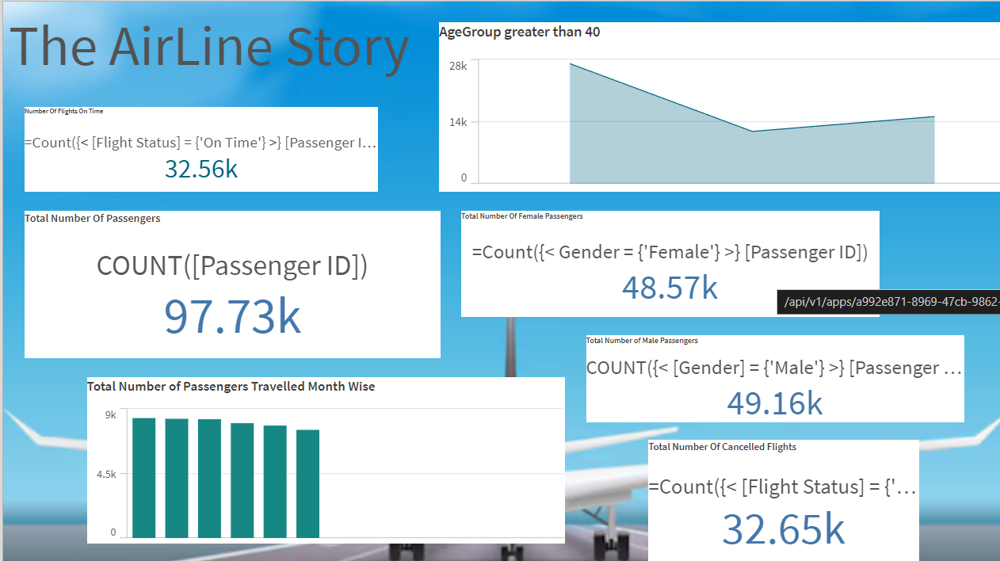 The AirLine Story
AgeGroup greater than 40
28k
14k
0
Number Of Flights On Time
=Count({< [Flight Status] = {'On Time'} >} [Passenger I...
32.56k
Total Number Of Passengers
COUNT([Passenger ID])
97.73k
Total Number Of Female Passengers
=Count({< Gender = {'Female'} >} [Passenger ID])
48.57k
/api/v1/apps/a992e871-8969-47cb-9862-
Total Number of Male Passengers
COUNT({< [Gender] = {'Male'} >} [Passenger ...
49.16k
Total Number of Passengers Travelled Month Wise
9k
4.5k
0
Total Number Of Cancelled Flights
=Count({< [Flight Status] = {'...
32.65k